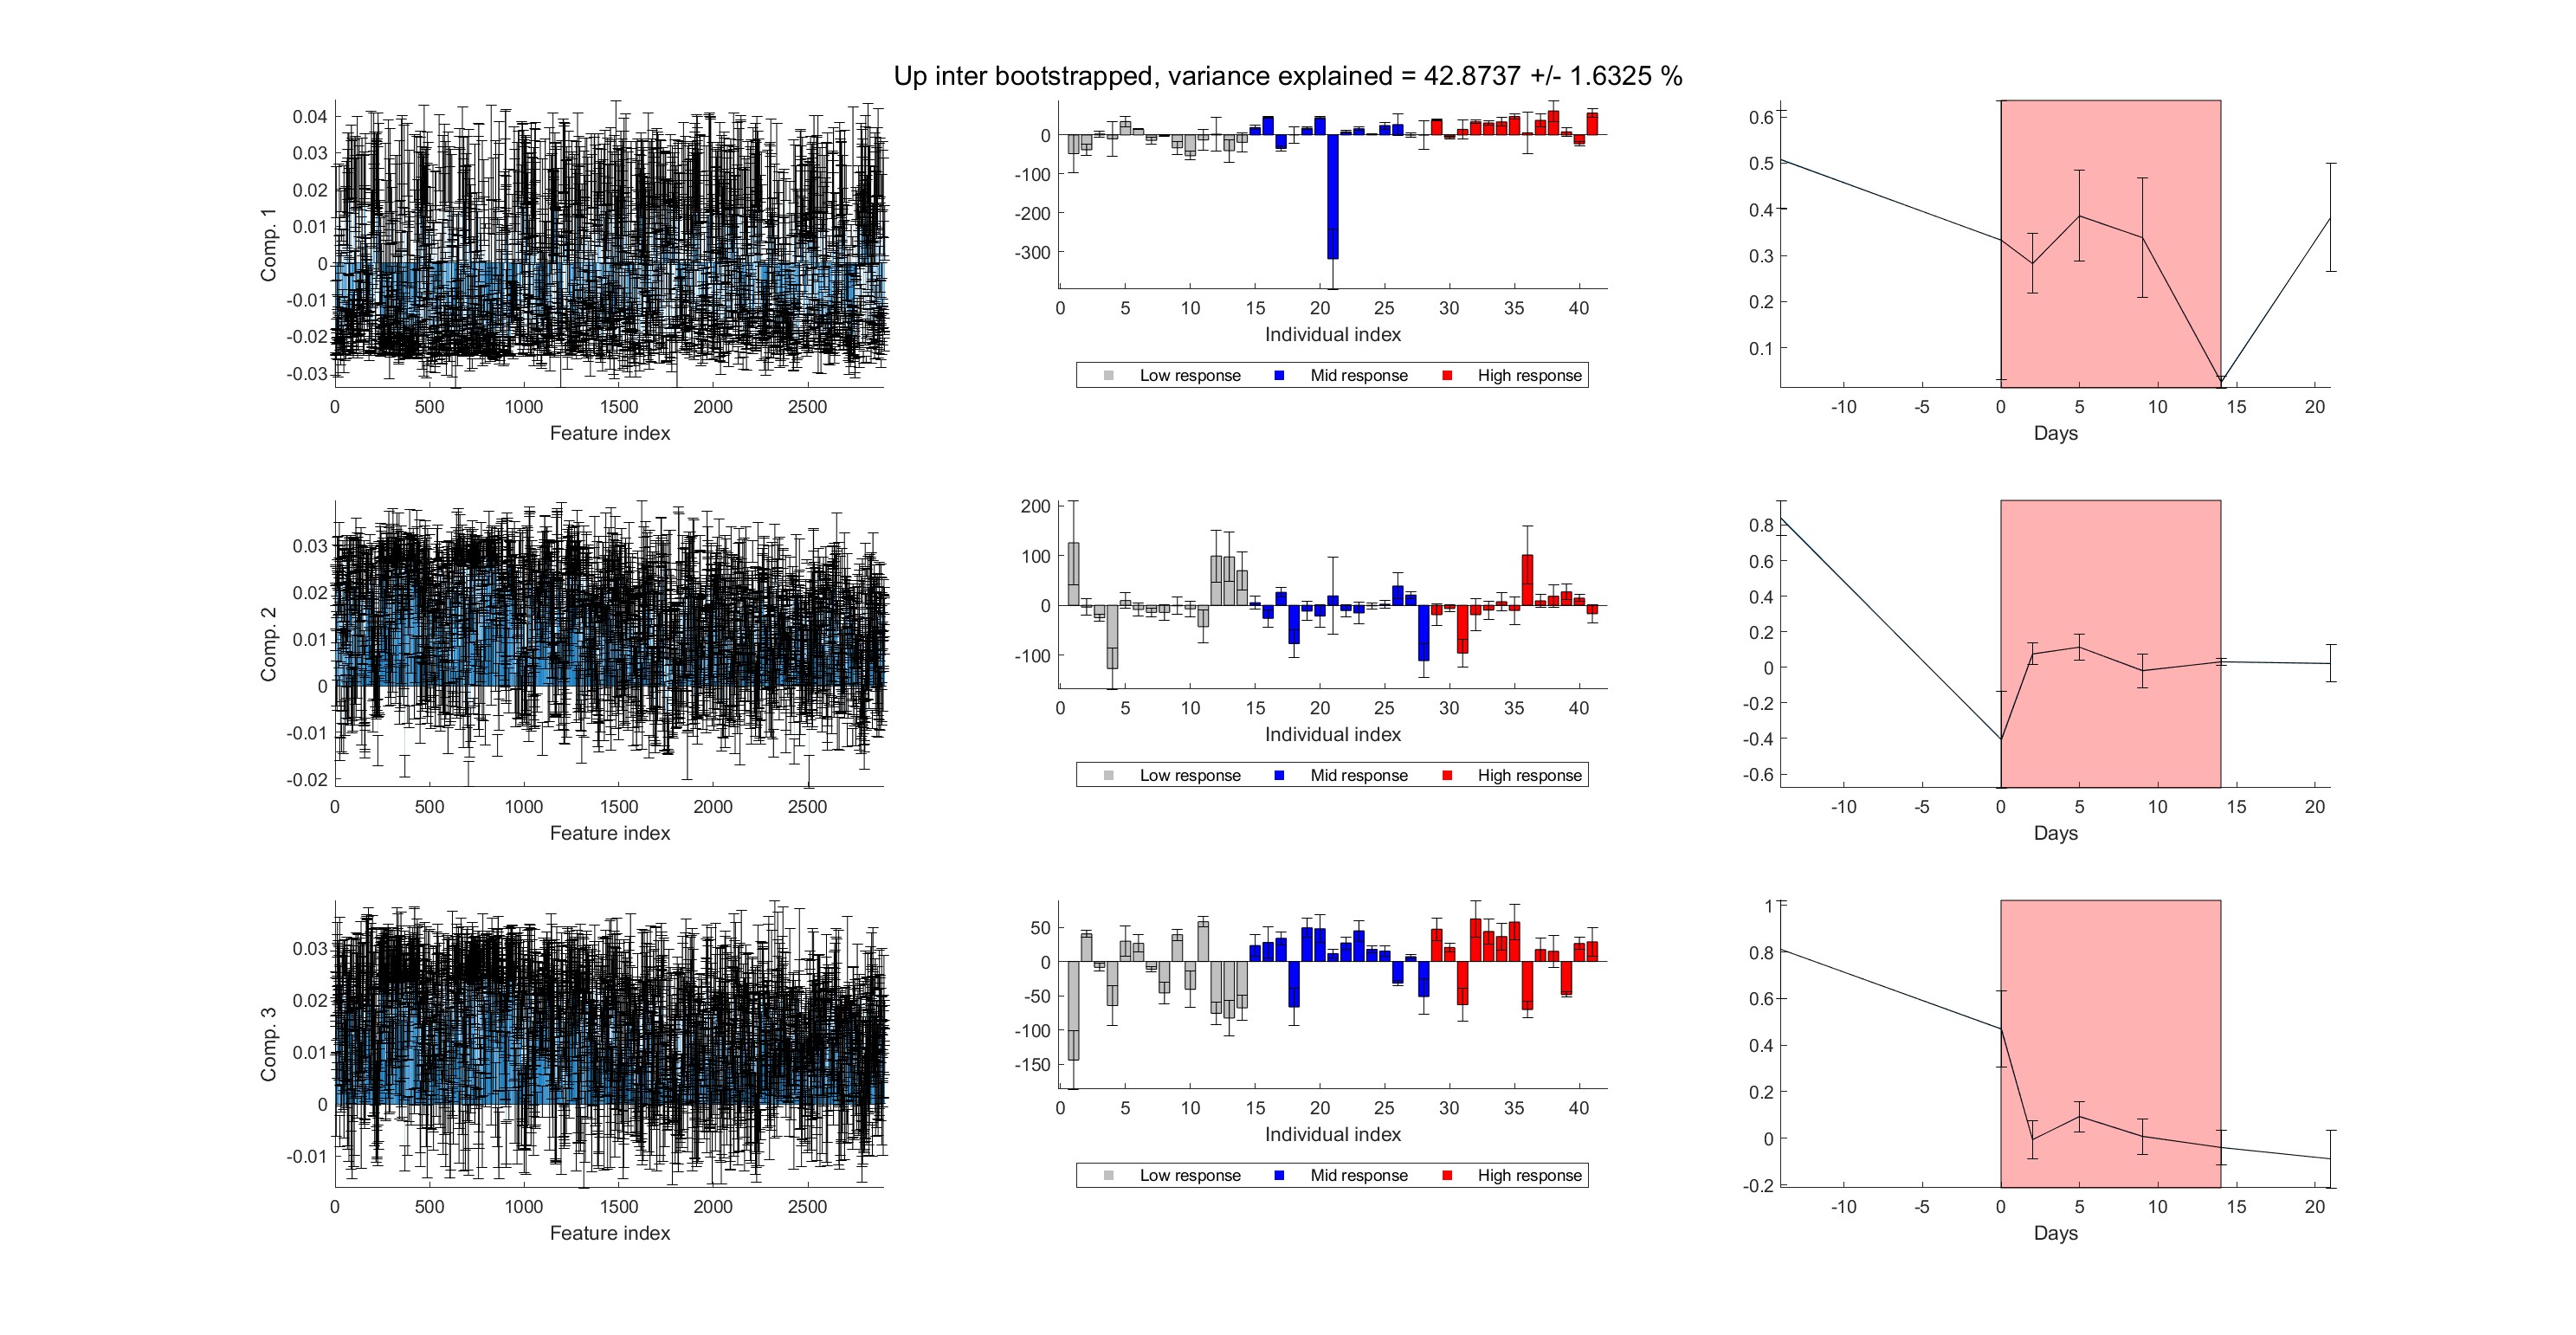 Up inter bootstrapped, variance explained = 42.8737 +/- 1.6325 %
Comp. 1
0.04
0.03
0.02
0.01
0
-0.01
-0.02
-0.03
0 500 1000 1500 2000 2500
Feature index
0
-100
-200
-300
0 5 10 15 20 25 30 35 40
Individual index
Low response Mid response High response
0.6
0.5
0.4
0.3
0.2
0.1
-10 -5 0 5 10 15 20
Days
Comp. 2
0.03
0.02
0.01
0
-0.01
-0.02
0 500 1000 1500 2000 2500
Feature index
200
100
0
-100
0 5 10 15 20 25 30 35 40
Individual index
Low response Mid response High response
0.8
0.6
0.4
0.2
0
-0.2
-0.4
-0.6
-10 -5 0 5 10 15 20
Days
Comp. 3
0.03
0.02
0.01
0
-0.01
0 500 1000 1500 2000 2500
Feature index
50
0
-50
-100
-150
0 5 10 15 20 25 30 35 40
Individual index
Low response Mid response High response
1
0.8
0.6
0.4
0.2
0
-0.2
-10 -5 0 5 10 15 20
Days